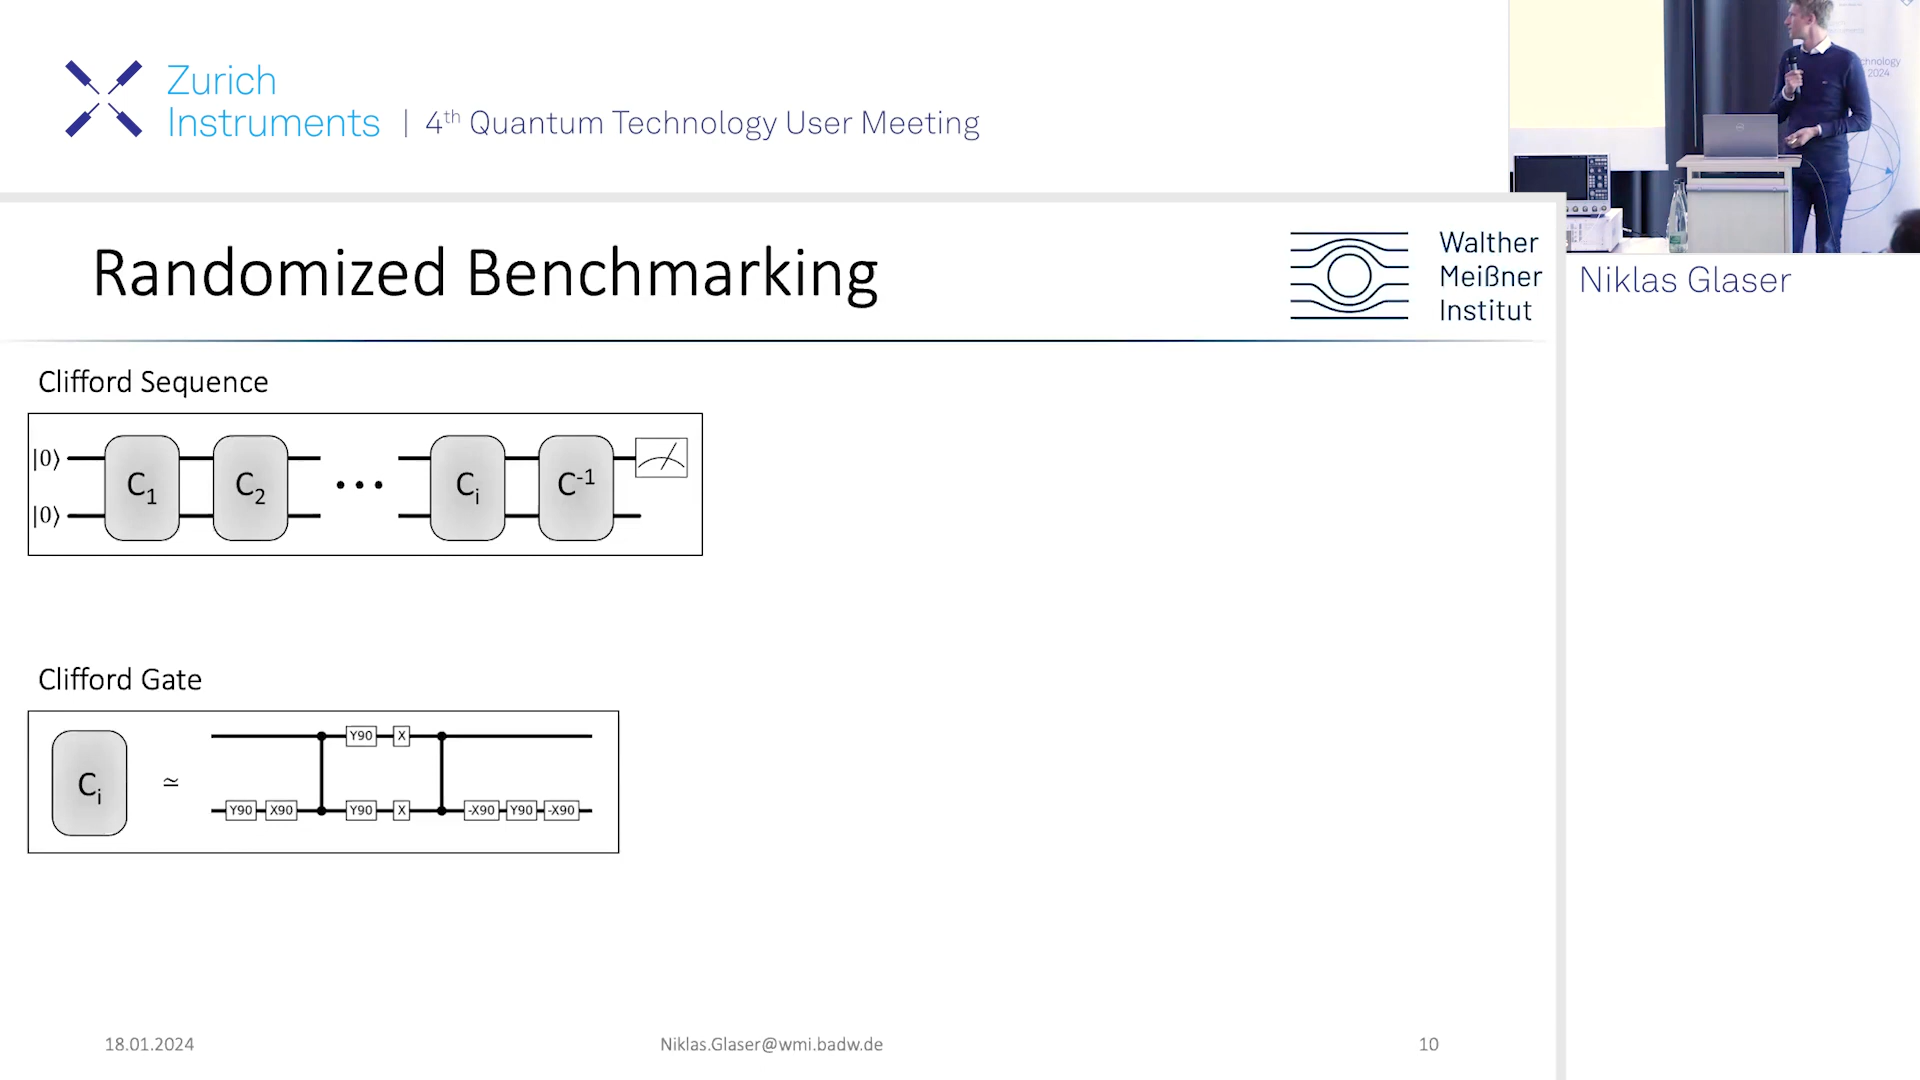 Zurich
Instruments | 4th Quantum Technology User Meeting
chnology
2024
Randomized Benchmarking
Walther
Meißner
Institut
Niklas Glaser
Clifford Sequence
|0⟩ C1 C2 ... Ci C-1
|0⟩
Clifford Gate
Y90 X
Ci ≃
Y90 X90 Y90 X -X90 Y90 -X90
18.01.2024 Niklas.Glaser@wmi.badw.de 10